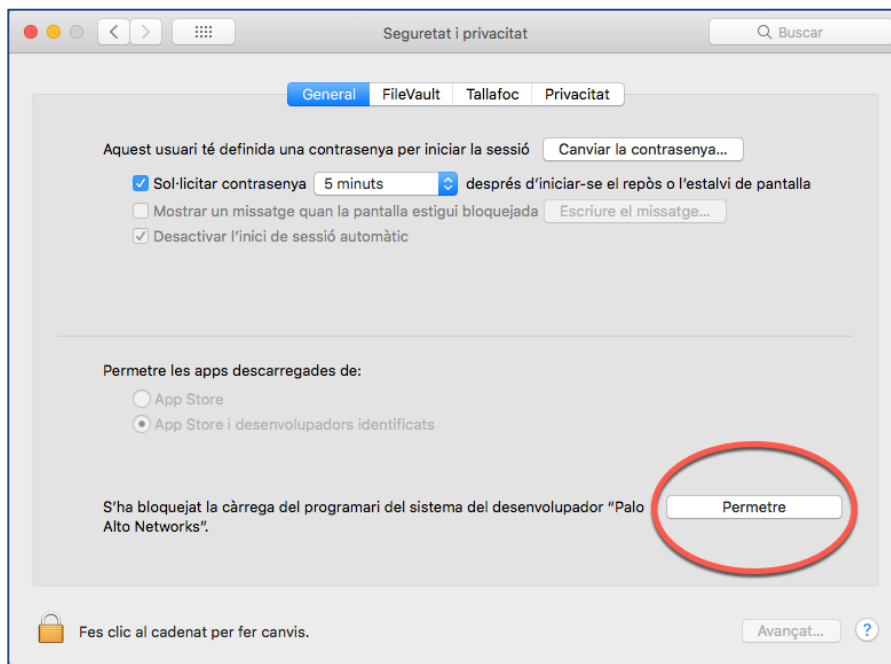 Seguretat i privacitat
Buscar
General
FileVault
Tallafoc
Privacitat
Aquest usuari té definida una contrasenya per iniciar la sessió
Canviar la contrasenya...
Sol·licitar contrasenya
5 minuts
després d'iniciar-se el repòs o l'estalvi de pantalla
Mostrar un missatge quan la pantalla estigui bloquejada
Escriure el missatge...
Desactivar l'inici de sessió automàtic
Permetre les apps descarregades de:
App Store
App Store i desenvolupadors identificats
S'ha bloquejat la càrrega del programari del sistema del desenvolupador “Palo
Alto Networks”.
Permetre
Fes clic al cadenat per fer canvis.
Avançat...
?